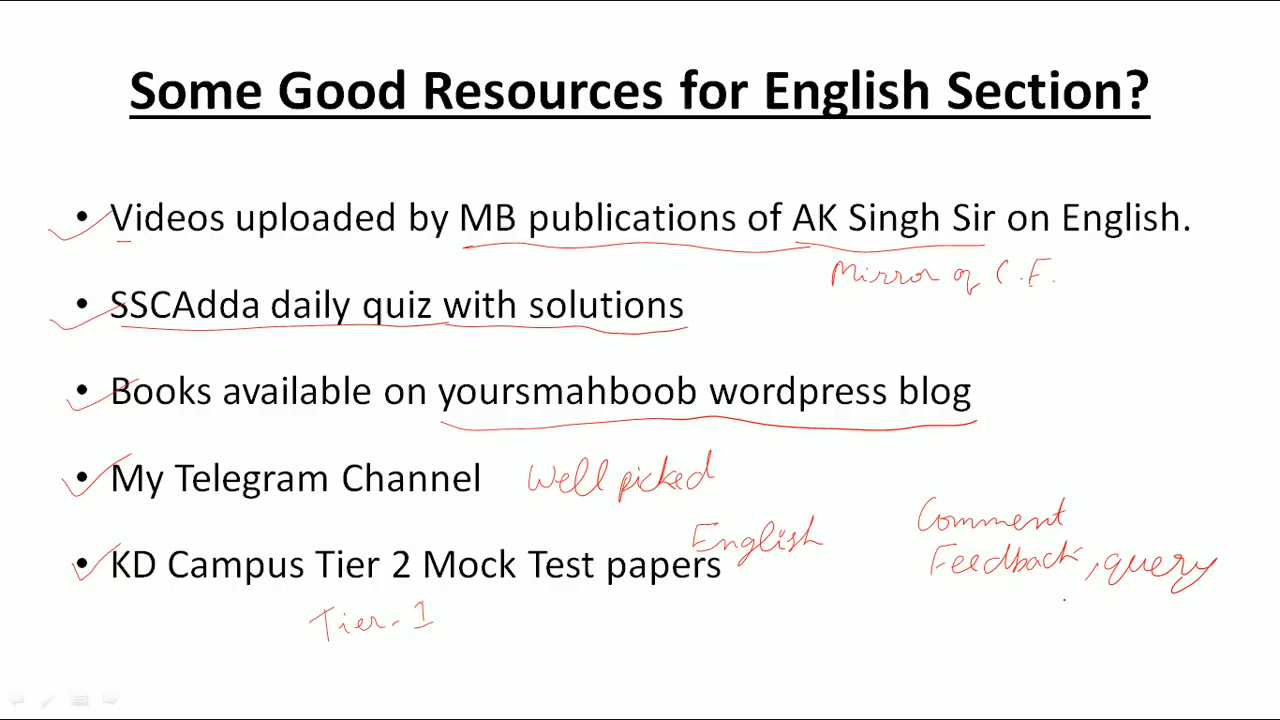 Some Good Resources for English Section?
• Videos uploaded by MB publications of AK Singh Sir on English.
Mirror of C.E.
• SSCAdda daily quiz with solutions
• Books available on yoursmahboob wordpress blog
• My Telegram Channel Well picked
English
Comment
Feedback, query
• KD Campus Tier 2 Mock Test papers
Tier-1